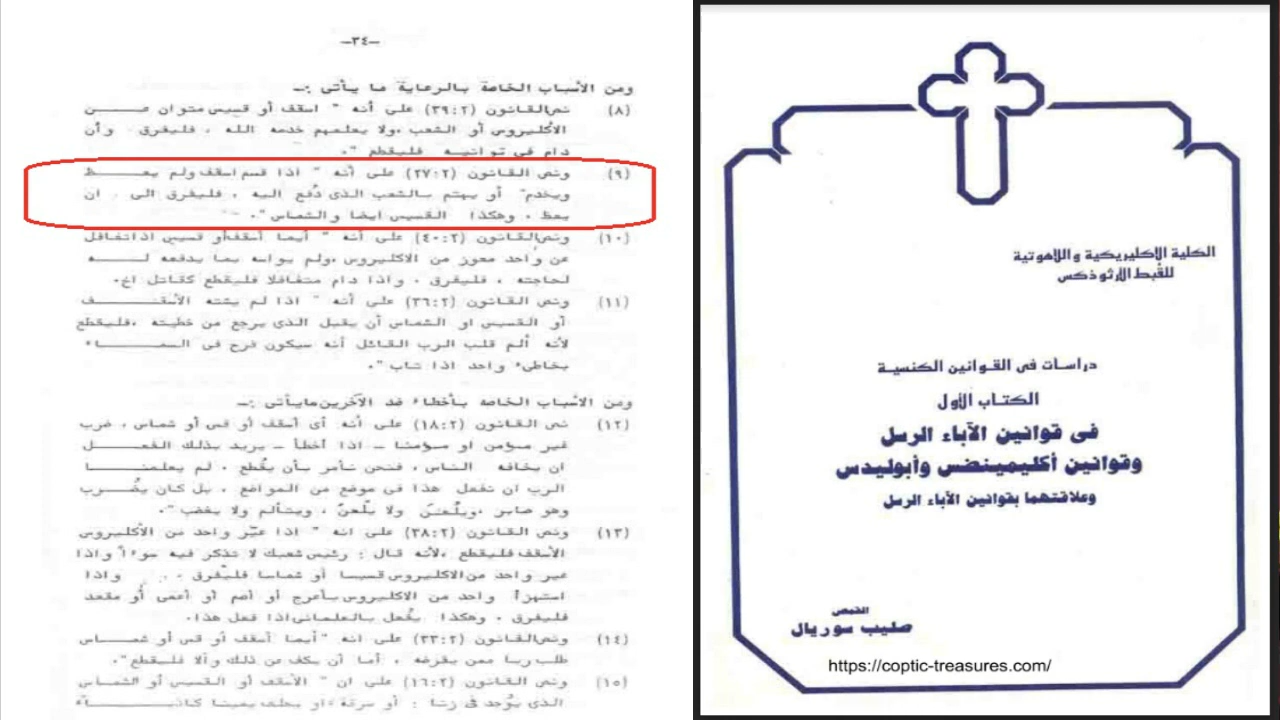 -٣٤-
ومن الأسباب الخاصة بالرعاية ما يأتى :-
(٨) نص القانون (٣٩:٢) على أنه " اسقف أو قسيس متوان عن
الاكليروس أو الشعب ،ولا يعلمهم خدمة الله ، فليفرق وأن
دام فى توانيه فليقطع ".
(٩) ونص القانون (٢٧:٢) على أنه " اذا قسم اسقف ولم يعظ
ويخدم أو يهتم بالشعب الذى دُفع اليه ، فليفرق الى ان
يعظ ، وهكذا القسيس ايضا والشماس ".
(١٠) ونص القانون (٤٠:٢) على أنه " أيما أسقف أو قسيس اذا تغافل
عن واحد معوز من الاكليروس ،ولم يواسه بما يدفعه له
لحاجته ، فليفرق ، واذا دام متغافلا فليقطع كقاتل اخ.
(١١) ونص القانون (٣٦:٢) على أنه " اذا لم يشته الأسقف
أو القسيس او الشماس أن يقبل الذى يرجع من خطيته ،فليقطع
لأنه ألم قلب الرب القائل أنه سيكون فرح فى السماء
بخاطىء واحد اذا تاب ".
ومن الأسباب الخاصة بأخطاء ضد الآخرين مايأتى :-
(١٢) نص القانون (١٨:٢) على أنه أى أسقف أو قس أو شماس ، ضرب
غير مؤمن او مؤمنا - اذا أخطأ - يريد بذلك الفعل
ان يخافه الناس ، فنحن نأمر بأن يُقطع ، لم يعلمنا
الرب ان نفعل هذا فى موضع من المواضع ، بل كان يُضرب
وهو صابر ،ويُلعن ولا يلعن ، ويتألم ولا يغضب ".
(١٣) ونص القانون (٣٨:٢) على انه " اذا عيّر واحد من الاكليروس
الأسقف فليقطع ،لأنه قال : رئيس شعبك لا تذكر فيه سوءاً واذا
عير واحد من الاكليروس قسيسا أو شماسا فليفرق . واذا
استهزأ واحد من الاكليروس بأعرج أو أصم أو أعمى أو مقعد
فليفرق ، وهكذا يُفعل بالعلمانى اذا فعل هذا.
(١٤) ونص القانون (٣٣:٢) على انه "أيما أسقف أو قس أو شماس
طلب ربا ممن يقرضه ، أما أن يكف عن ذلك وألا فليقطع".
(١٥) ونص القانون (١٦:٢) على ان " الأسقف أو القسيس أو الشماس
الذى يوُجد فى زنا : أو سرقة او يحلف يمينا كاذباً
الكلية الإكليريكية واللاهوتية
للقبط الأرثوذكس
دراسات فى القوانين الكنسية
الكتاب الأول
فى قوانين الآباء الرسل
وقوانين أكليمينضس وأبوليدس
وعلاقتهما بقوانين الآباء الرسل
القمص
صليب سوريال
https://coptic-treasures.com/